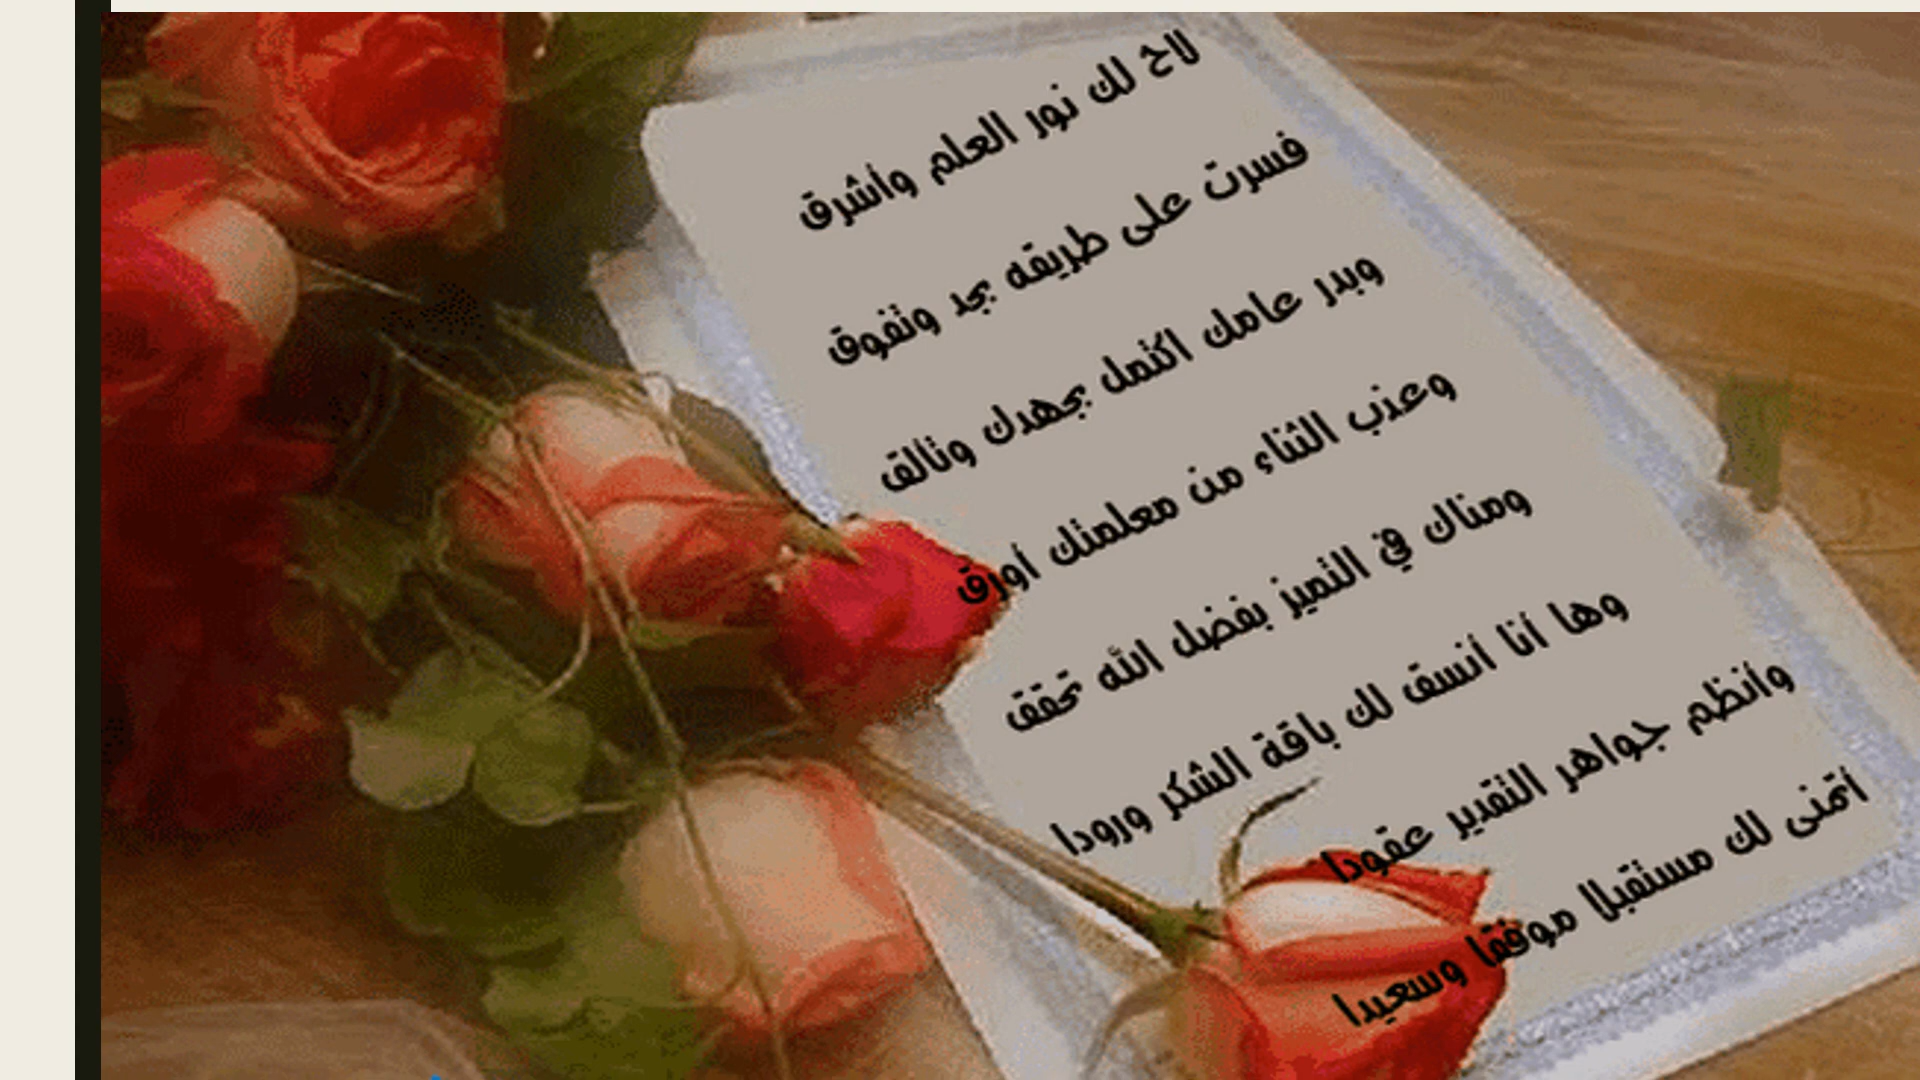 لاح لك نور العلم وأشرق
فسرت على طريقه بجد وتفوق
وبدر عامك اكتمل بجهدك وتألق
وعذب الثناء من معلمتك أورق
ومناك في التميز بفضل الله تحقق
وها أنا أنسق لك باقة الشكر ورودا
وأنظم جواهر التقدير عقودا
أتمنى لك مستقبلا موفقا وسعيدا